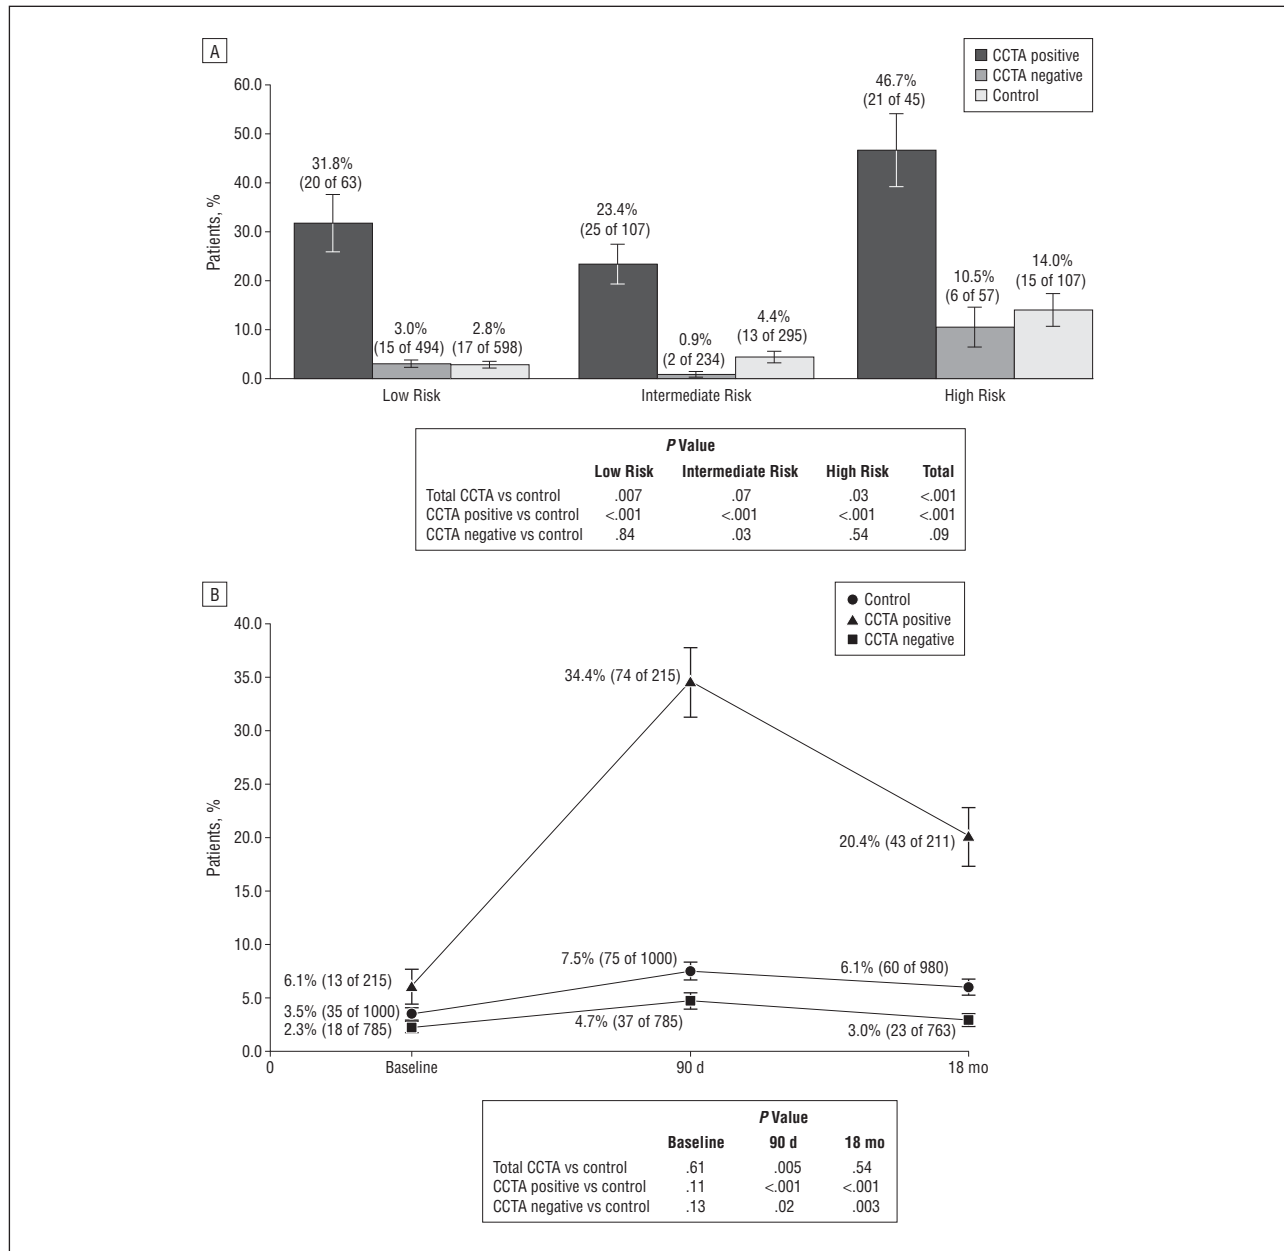 A
CCTA positive
CCTA negative
Control
60.0
50.0
40.0
30.0
20.0
10.0
0.0
Patients, %
31.8%
(20 of 63)
3.0%
(15 of 494)
2.8%
(17 of 598)
23.4%
(25 of 107)
0.9%
(2 of 234)
4.4%
(13 of 295)
46.7%
(21 of 45)
10.5%
(6 of 57)
14.0%
(15 of 107)
Low Risk Intermediate Risk High Risk
P Value
Low Risk Intermediate Risk High Risk Total
Total CCTA vs control .007 .07 .03 <.001
CCTA positive vs control <.001 <.001 <.001 <.001
CCTA negative vs control .84 .03 .54 .09
B
Control
CCTA positive
CCTA negative
40.0
35.0
30.0
25.0
20.0
15.0
10.0
5.0
0.0
Patients, %
34.4% (74 of 215)
20.4% (43 of 211)
6.1% (13 of 215)
7.5% (75 of 1000)
6.1% (60 of 980)
3.5% (35 of 1000)
2.3% (18 of 785)
4.7% (37 of 785)
3.0% (23 of 763)
0 Baseline 90 d 18 mo
P Value
Baseline 90 d 18 mo
Total CCTA vs control .61 .005 .54
CCTA positive vs control .11 <.001 <.001
CCTA negative vs control .13 .02 .003